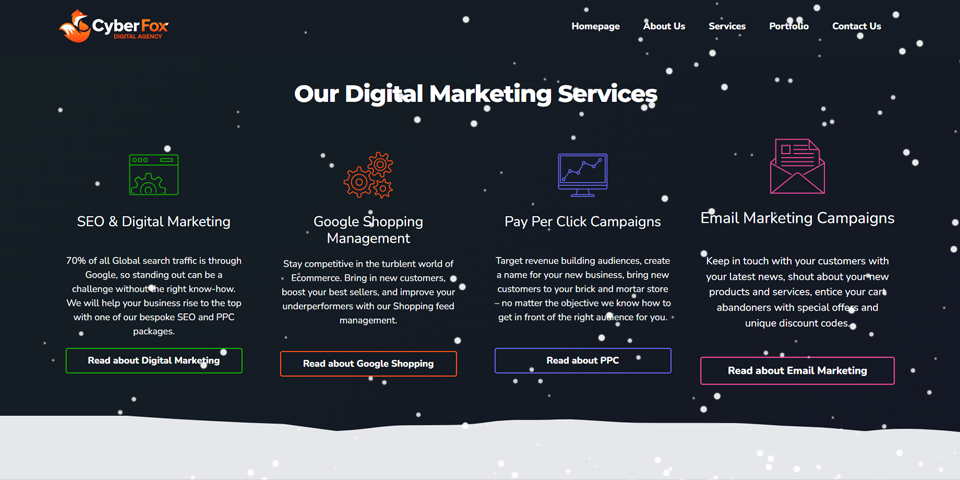 CyberFox
DIGITAL AGENCY
Homepage
About Us
Services
Portfolio
Contact Us
Our Digital Marketing Services
SEO & Digital Marketing
70% of all Global search traffic is through
Google, so standing out can be a
challenge without the right know-how.
We will help your business rise to the top
with one of our bespoke SEO and PPC
packages.
Read about Digital Marketing
Google Shopping
Management
Stay competitive in the turblent world of
Ecommerce. Bring in new customers,
boost your best sellers, and improve your
underperformers with our Shopping feed
management.
Read about Google Shopping
Pay Per Click Campaigns
Target revenue building audiences, create
a name for your new business, bring new
customers to your brick and mortar store
– no matter the objective we know how to
get in front of the right audience for you.
Read about PPC
Email Marketing Campaigns
Keep in touch with your customers with
your latest news, shout about your new
products and services, entice your cart
abandoners with special offers and
unique discount codes.
Read about Email Marketing